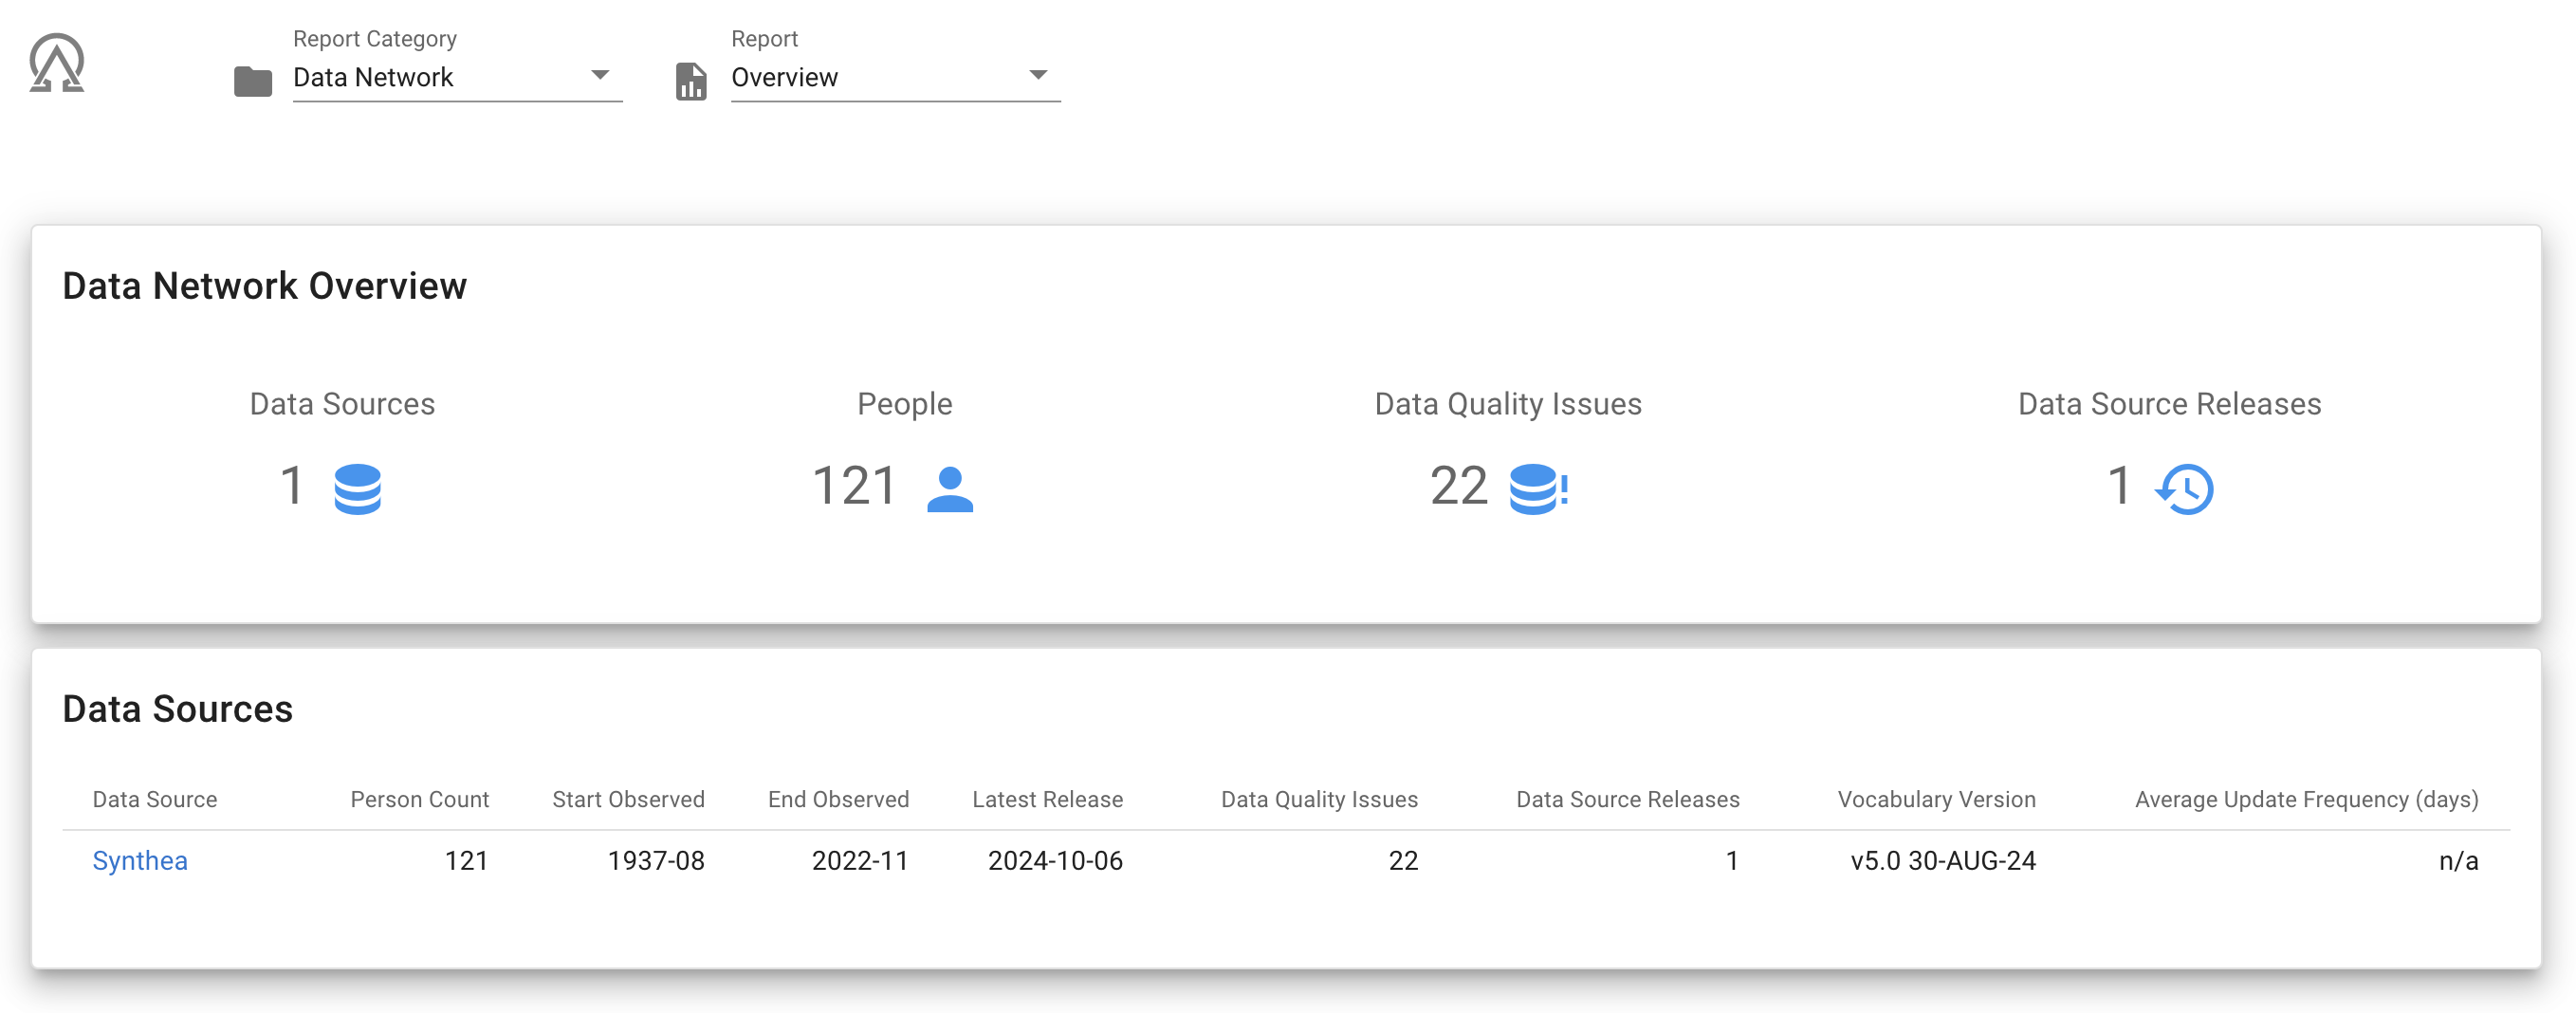 Report Category
Data Network
Report
Overview
Data Network Overview
Data Sources
People
Data Quality Issues
Data Source Releases
1
121
22
1
Data Sources
Data Source Person Count Start Observed End Observed Latest Release Data Quality Issues Data Source Releases Vocabulary Version Average Update Frequency (days)
Synthea 121 1937-08 2022-11 2024-10-06 22 1 v5.0 30-AUG-24 n/a